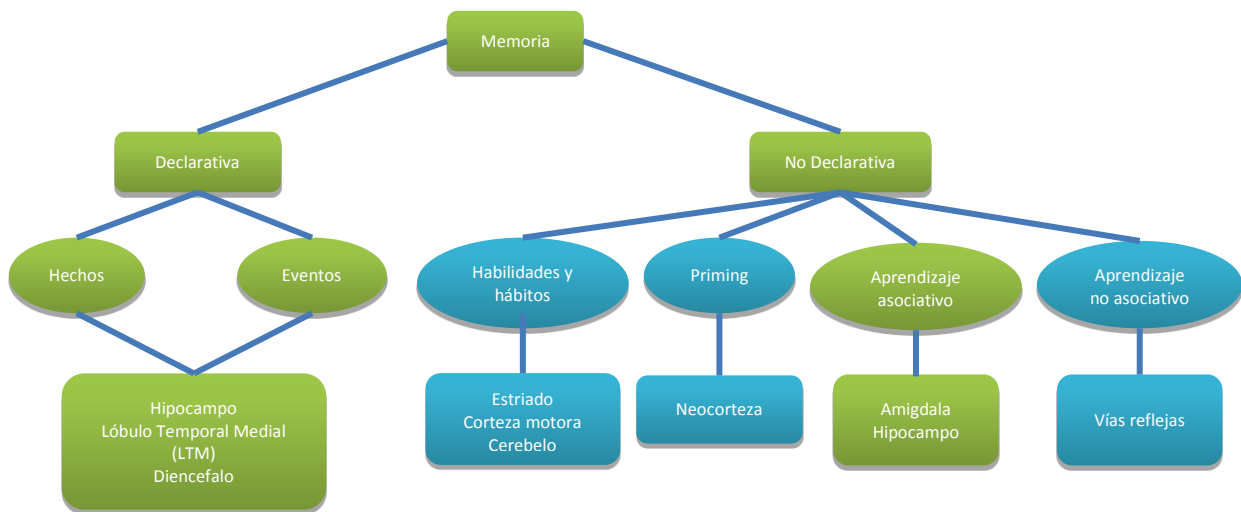 Memoria
Declarativa
No Declarativa
Hechos
Eventos
Habilidades y
hábitos
Priming
Aprendizaje
asociativo
Aprendizaje
no asociativo
Hipocampo
Lóbulo Temporal Medial
(LTM)
Diencefalo
Estriado
Corteza motora
Cerebelo
Neocorteza
Amigdala
Hipocampo
Vías reflejas